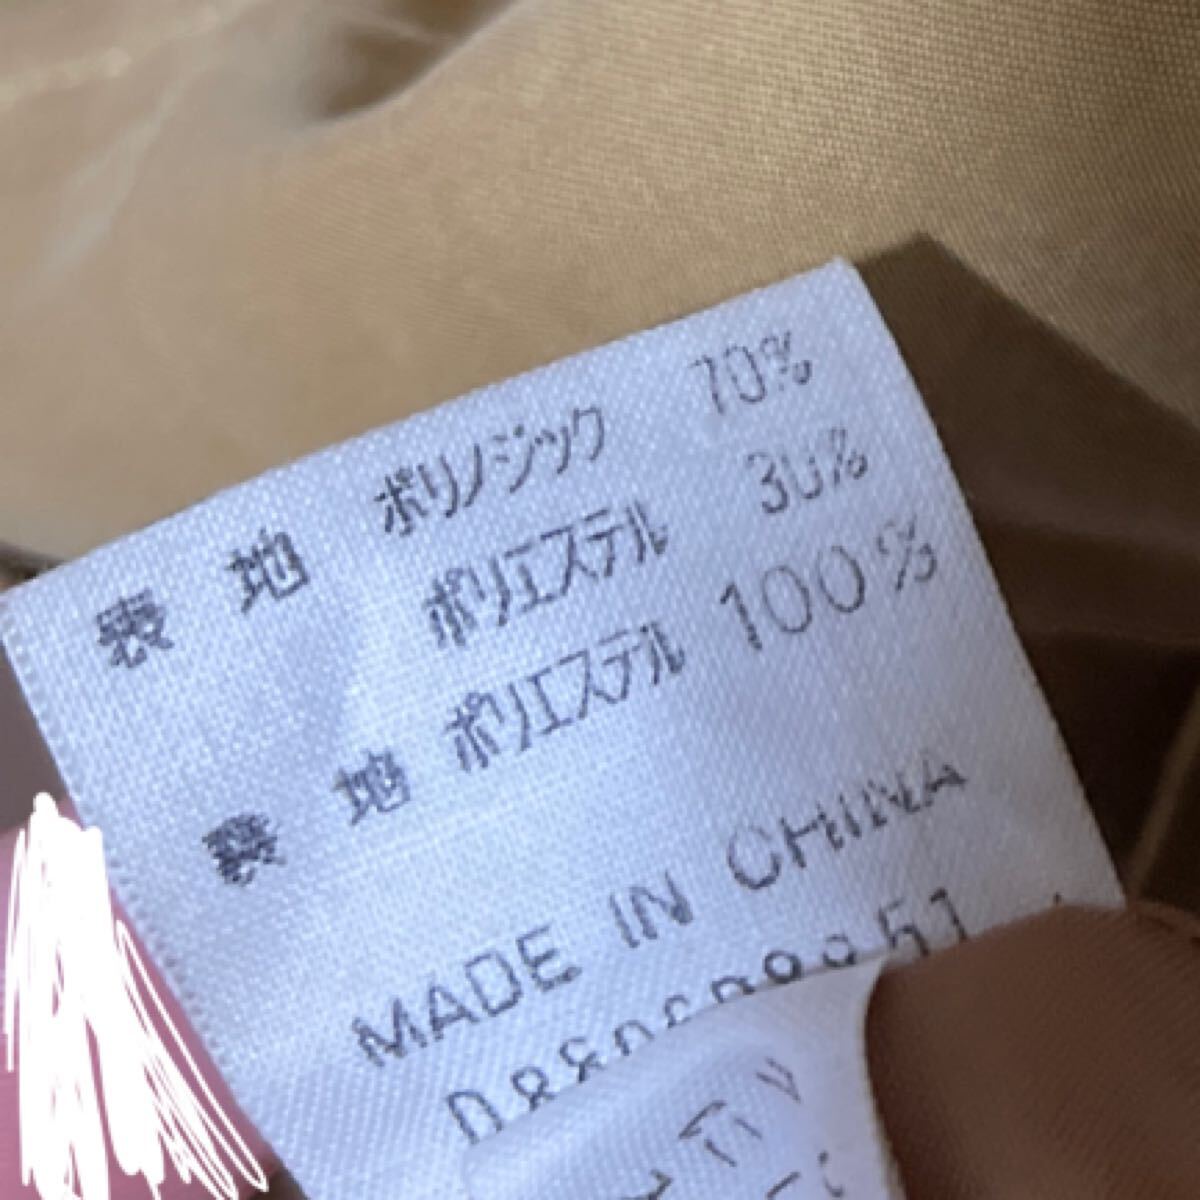 表 地 ポリノジック 70%
ポリエステル 30%
裏 地 ポリエステル 100%
MADE IN CHINA